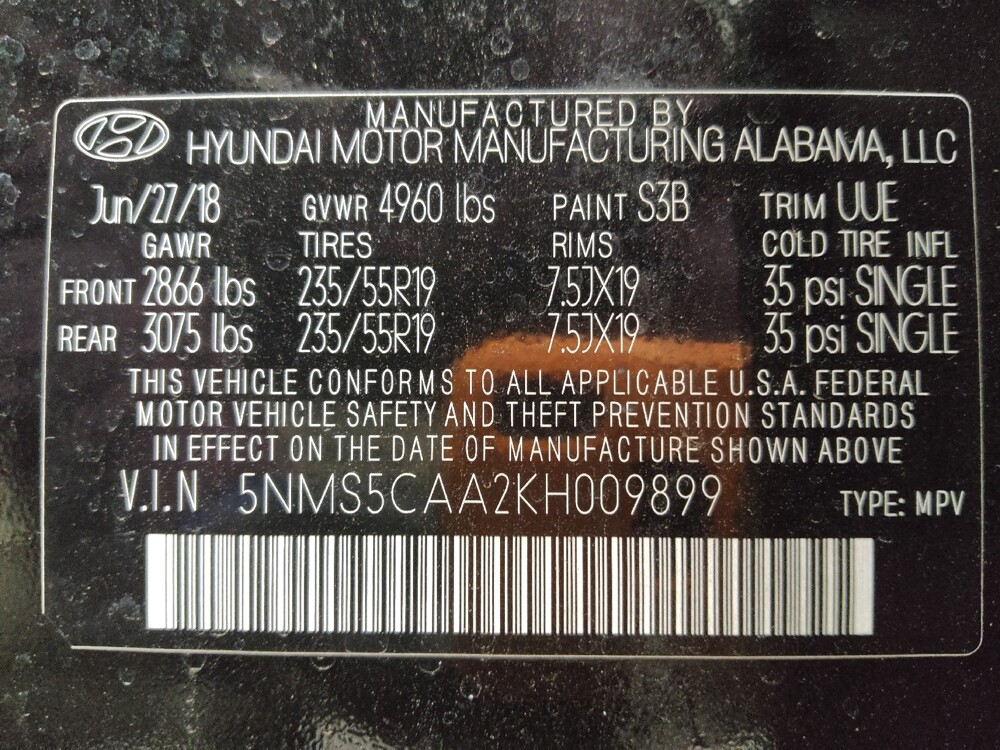 MANUFACTURED BY
HYUNDAI MOTOR MANUFACTURING ALABAMA, LLC
Jun/27/18 GVWR 4960 lbs PAINT S3B TRIM UUE
GAWR TIRES RIMS COLD TIRE INFL
FRONT 2866 lbs 235/55R19 7.5JX19 35 psi SINGLE
REAR 3075 lbs 235/55R19 7.5JX19 35 psi SINGLE
THIS VEHICLE CONFORMS TO ALL APPLICABLE U.S.A. FEDERAL
MOTOR VEHICLE SAFETY AND THEFT PREVENTION STANDARDS
IN EFFECT ON THE DATE OF MANUFACTURE SHOWN ABOVE
V.I.N 5NMS5CAA2KH009899 TYPE: MPV